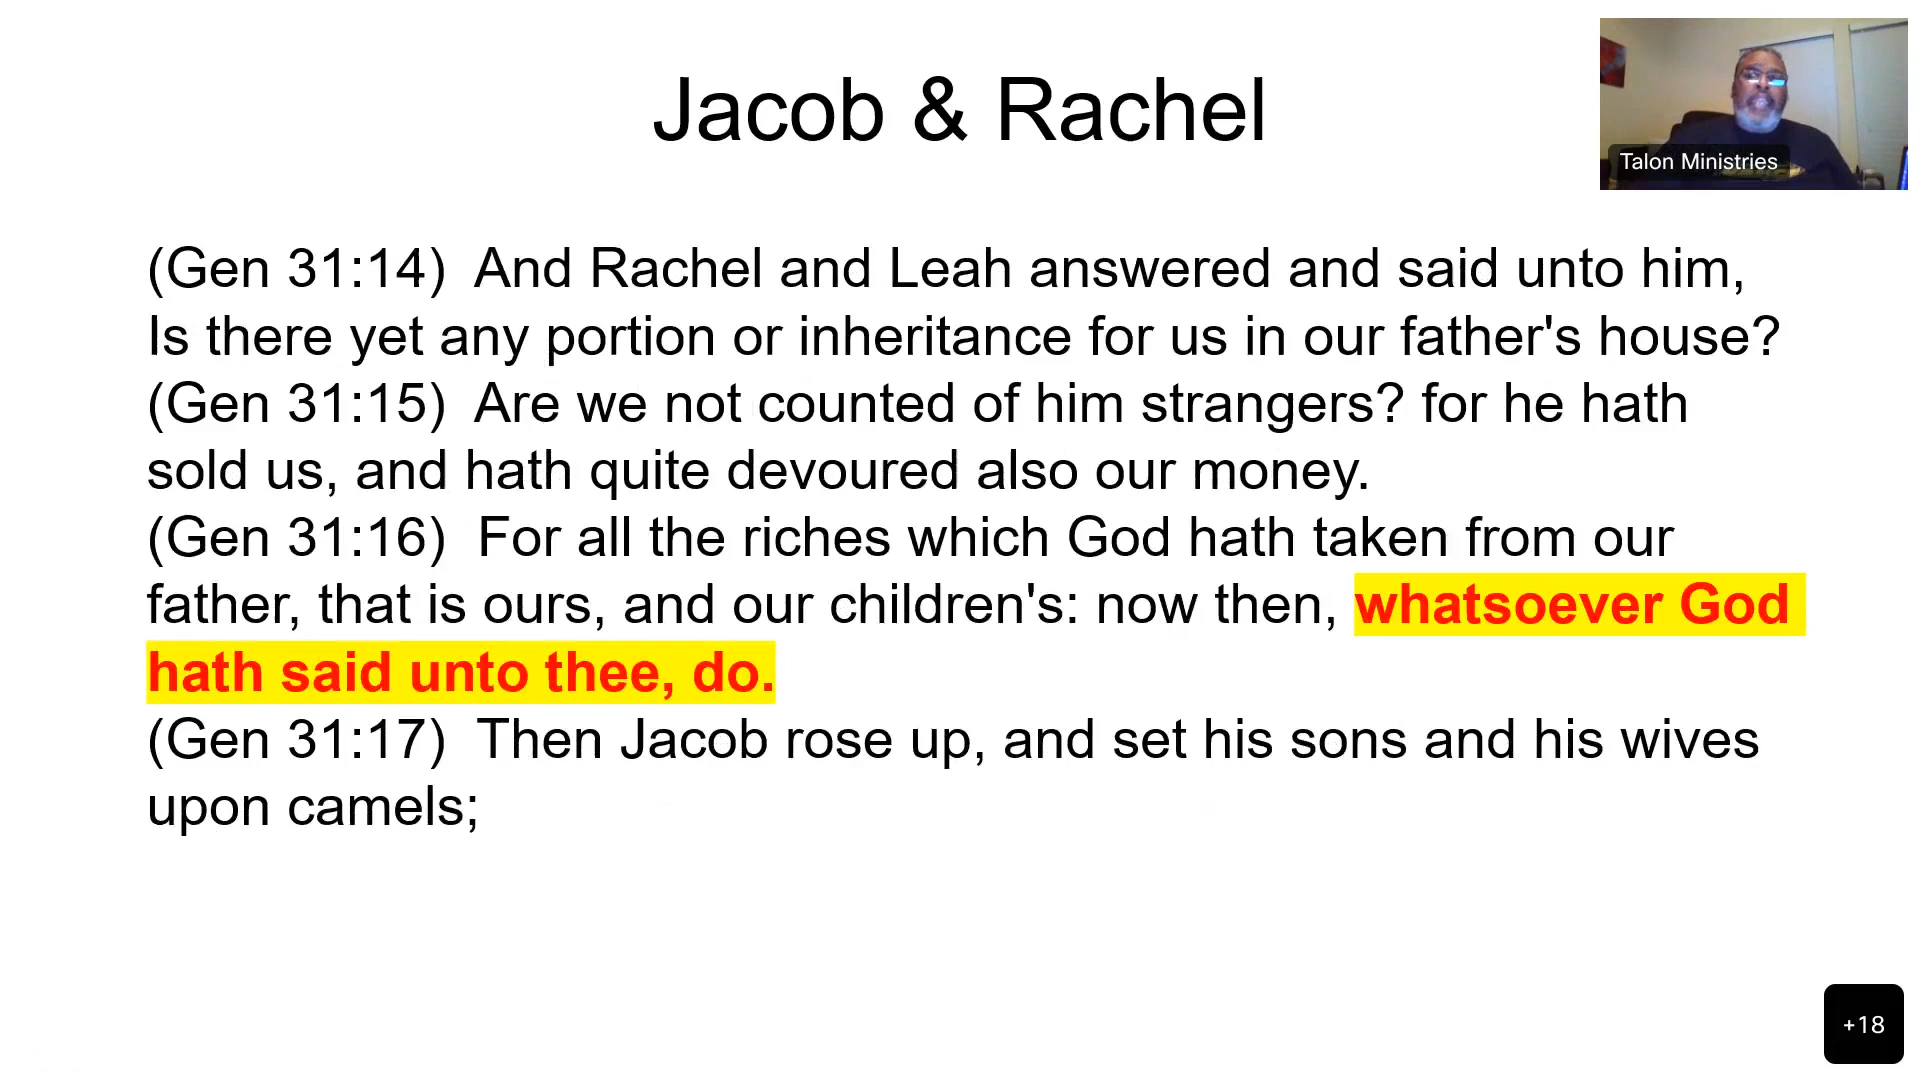 Jacob & Rachel
Talon Ministries
(Gen 31:14)  And Rachel and Leah answered and said unto him,
Is there yet any portion or inheritance for us in our father's house?
(Gen 31:15)  Are we not counted of him strangers? for he hath
sold us, and hath quite devoured also our money.
(Gen 31:16)  For all the riches which God hath taken from our
father, that is ours, and our children's: now then, whatsoever God
hath said unto thee, do.
(Gen 31:17)  Then Jacob rose up, and set his sons and his wives
upon camels;
+18